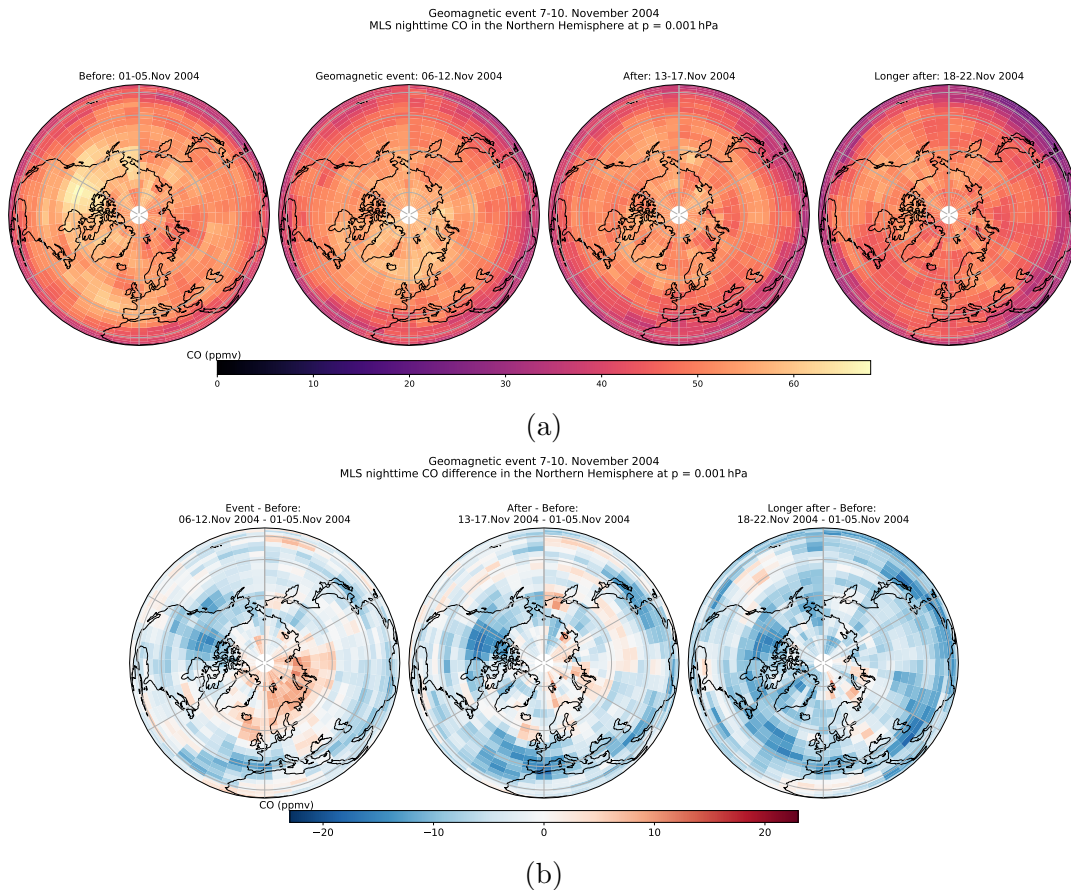 Geomagnetic event 7-10. November 2004
MLS nighttime CO in the Northern Hemisphere at p = 0.001 hPa
Before: 01-05.Nov 2004
Geomagnetic event: 06-12.Nov 2004
After: 13-17.Nov 2004
Longer after: 18-22.Nov 2004
CO (ppmv)
0 10 20 30 40 50 60
(a)
Geomagnetic event 7-10. November 2004
MLS nighttime CO difference in the Northern Hemisphere at p = 0.001 hPa
Event - Before:
06-12.Nov 2004 - 01-05.Nov 2004
After - Before:
13-17.Nov 2004 - 01-05.Nov 2004
Longer after - Before:
18-22.Nov 2004 - 01-05.Nov 2004
CO (ppmv)
−20 −10 0 10 20
(b)